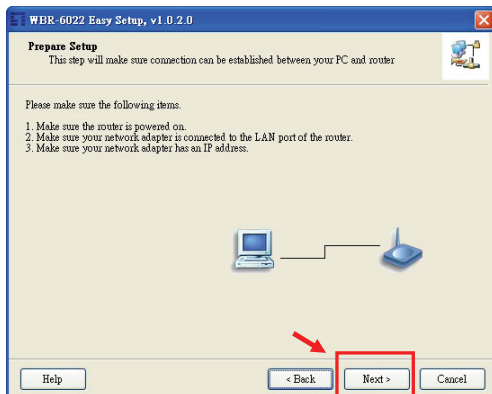 WBR-6022 Easy Setup, v1.0.2.0
Prepare Setup
This step will make sure connection can be established between your PC and router
Please make sure the following items.
1. Make sure the router is powered on.
2. Make sure your network adapter is connected to the LAN port of the router.
3. Make sure your network adapter has an IP address.
Help
< Back
Next >
Cancel